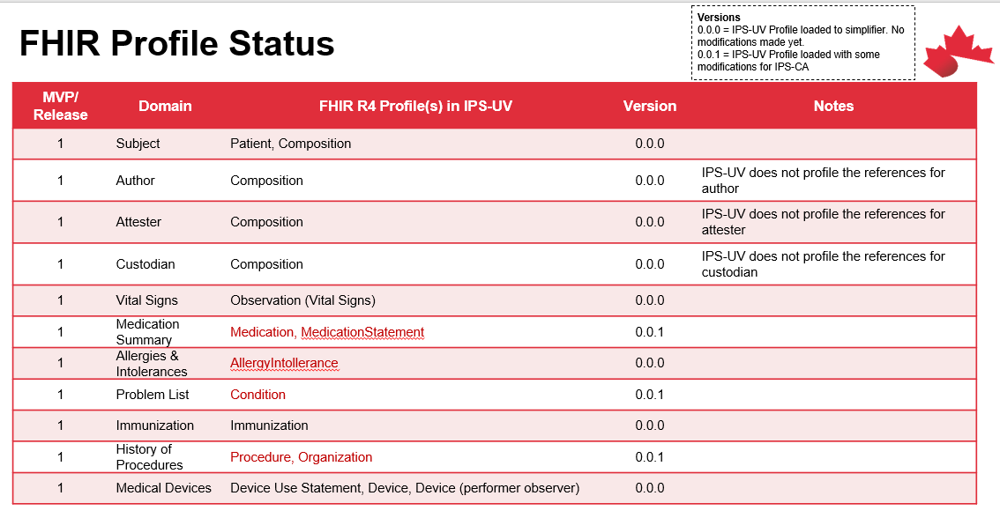 FHIR Profile Status
Versions
0.0.0 = IPS-UV Profile loaded to simplifier. No
modifications made yet.
0.0.1 = IPS-UV Profile loaded with some
modifications for IPS-CA
MVP/
Release
Domain
FHIR R4 Profile(s) in IPS-UV
Version
Notes
1
Subject
Patient, Composition
0.0.0
1
Author
Composition
0.0.0
IPS-UV does not profile the references for
author
1
Attester
Composition
0.0.0
IPS-UV does not profile the references for
attester
1
Custodian
Composition
0.0.0
IPS-UV does not profile the references for
custodian
1
Vital Signs
Observation (Vital Signs)
0.0.0
1
Medication
Summary
Medication, MedicationStatement
0.0.1
1
Allergies &
Intolerances
AllergyIntollerance
0.0.0
1
Problem List
Condition
0.0.1
1
Immunization
Immunization
0.0.0
1
History of
Procedures
Procedure, Organization
0.0.1
1
Medical Devices
Device Use Statement, Device, Device (performer observer)
0.0.0